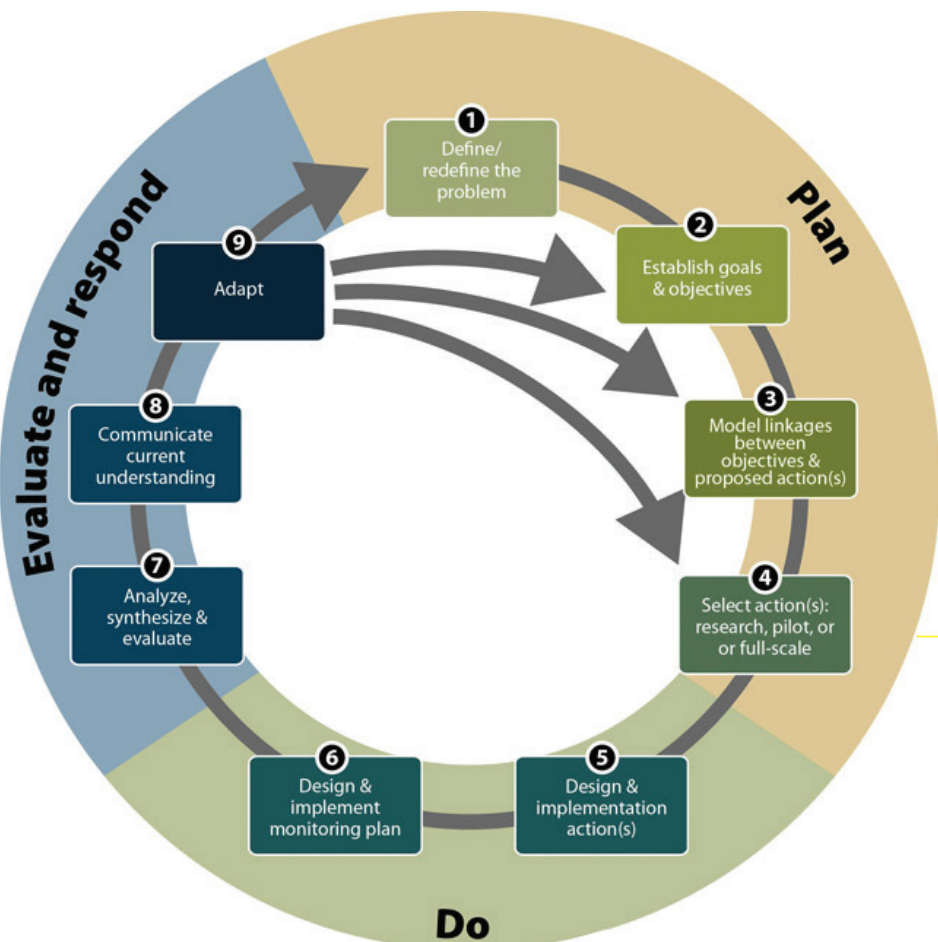 Plan
1
Define/
redefine the
problem
2
Establish goals
& objectives
3
Model linkages
between
objectives &
proposed action(s)
4
Select action(s):
research, pilot, or
or full-scale
Do
5
Design &
implementation
action(s)
6
Design &
implement
monitoring plan
Evaluate and respond
7
Analyze,
synthesize &
evaluate
8
Communicate
current
understanding
9
Adapt